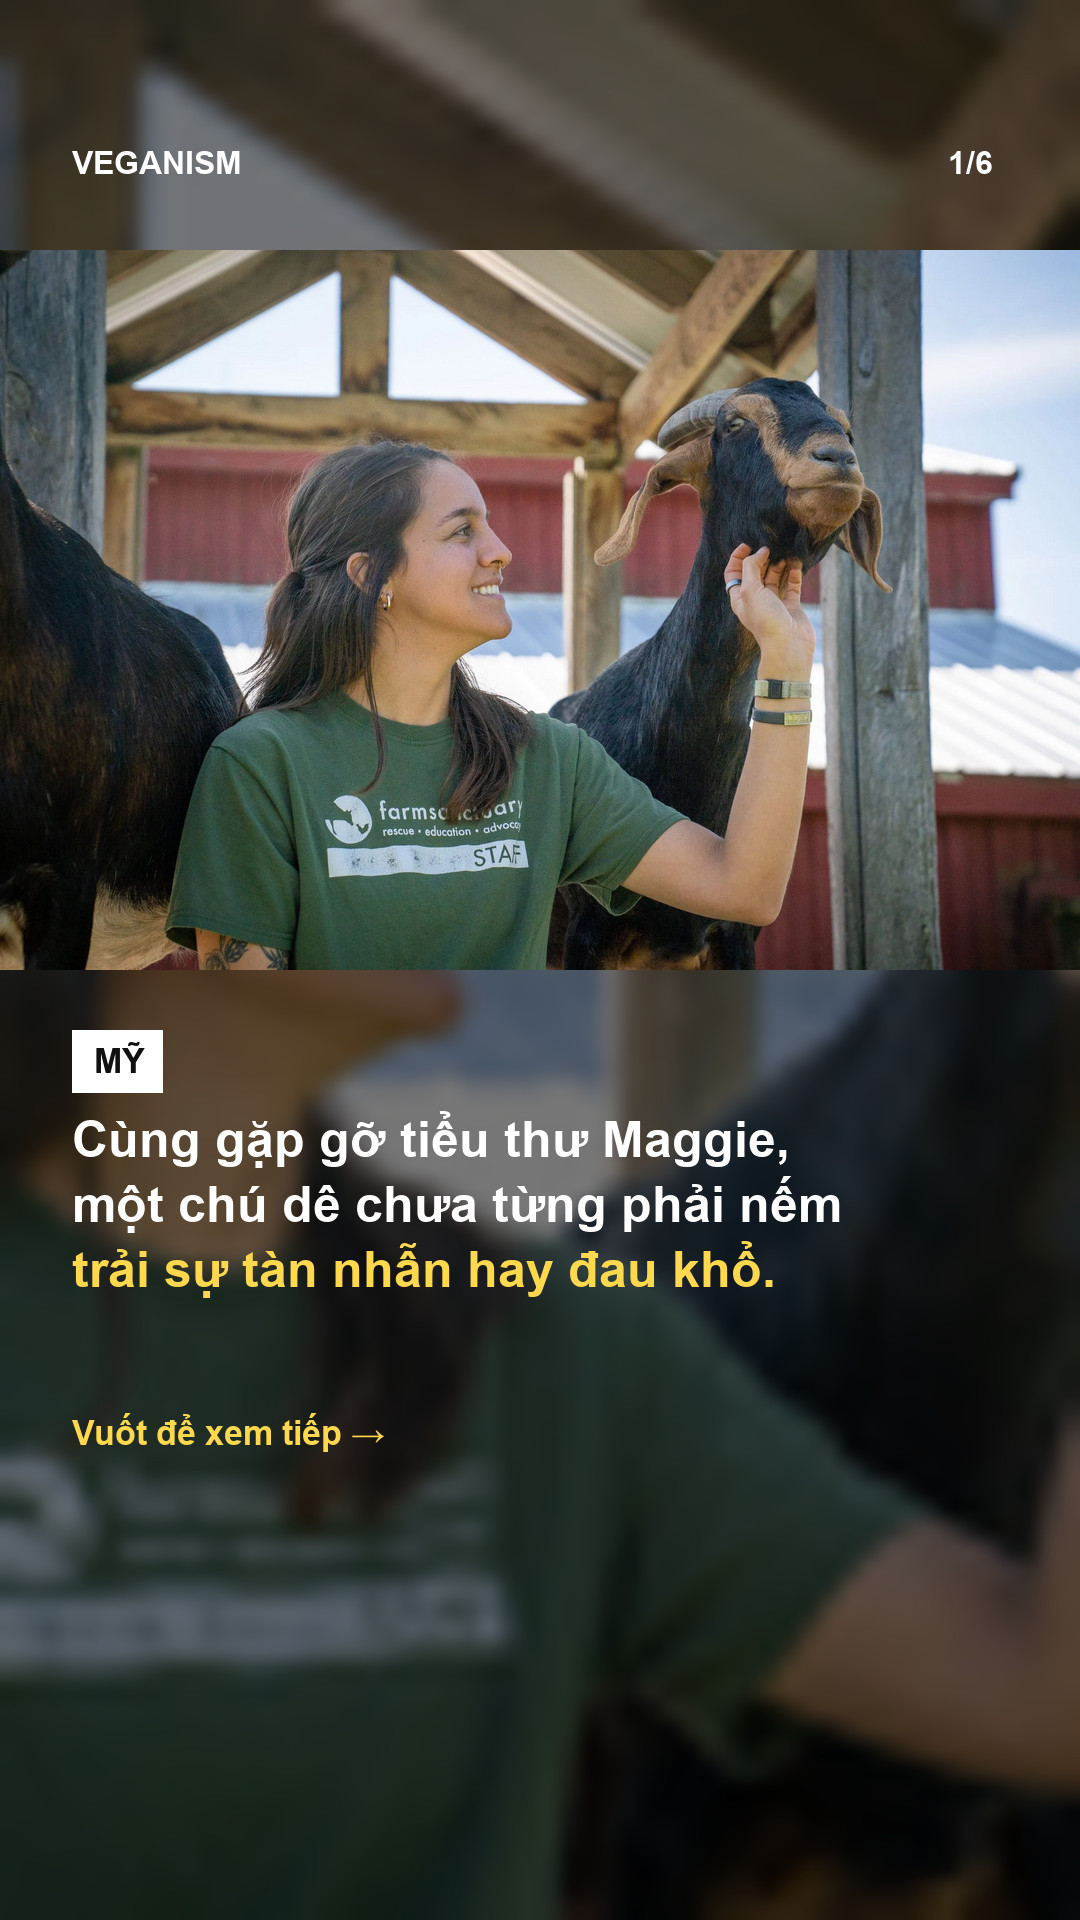 VEGANISM
1/6
farmsanctuary
rescue • education • advocacy
STAFF
MỸ
Cùng gặp gỡ tiểu thư Maggie,
một chú dê chưa từng phải nếm
trải sự tàn nhẫn hay đau khổ.
Vuốt để xem tiếp →